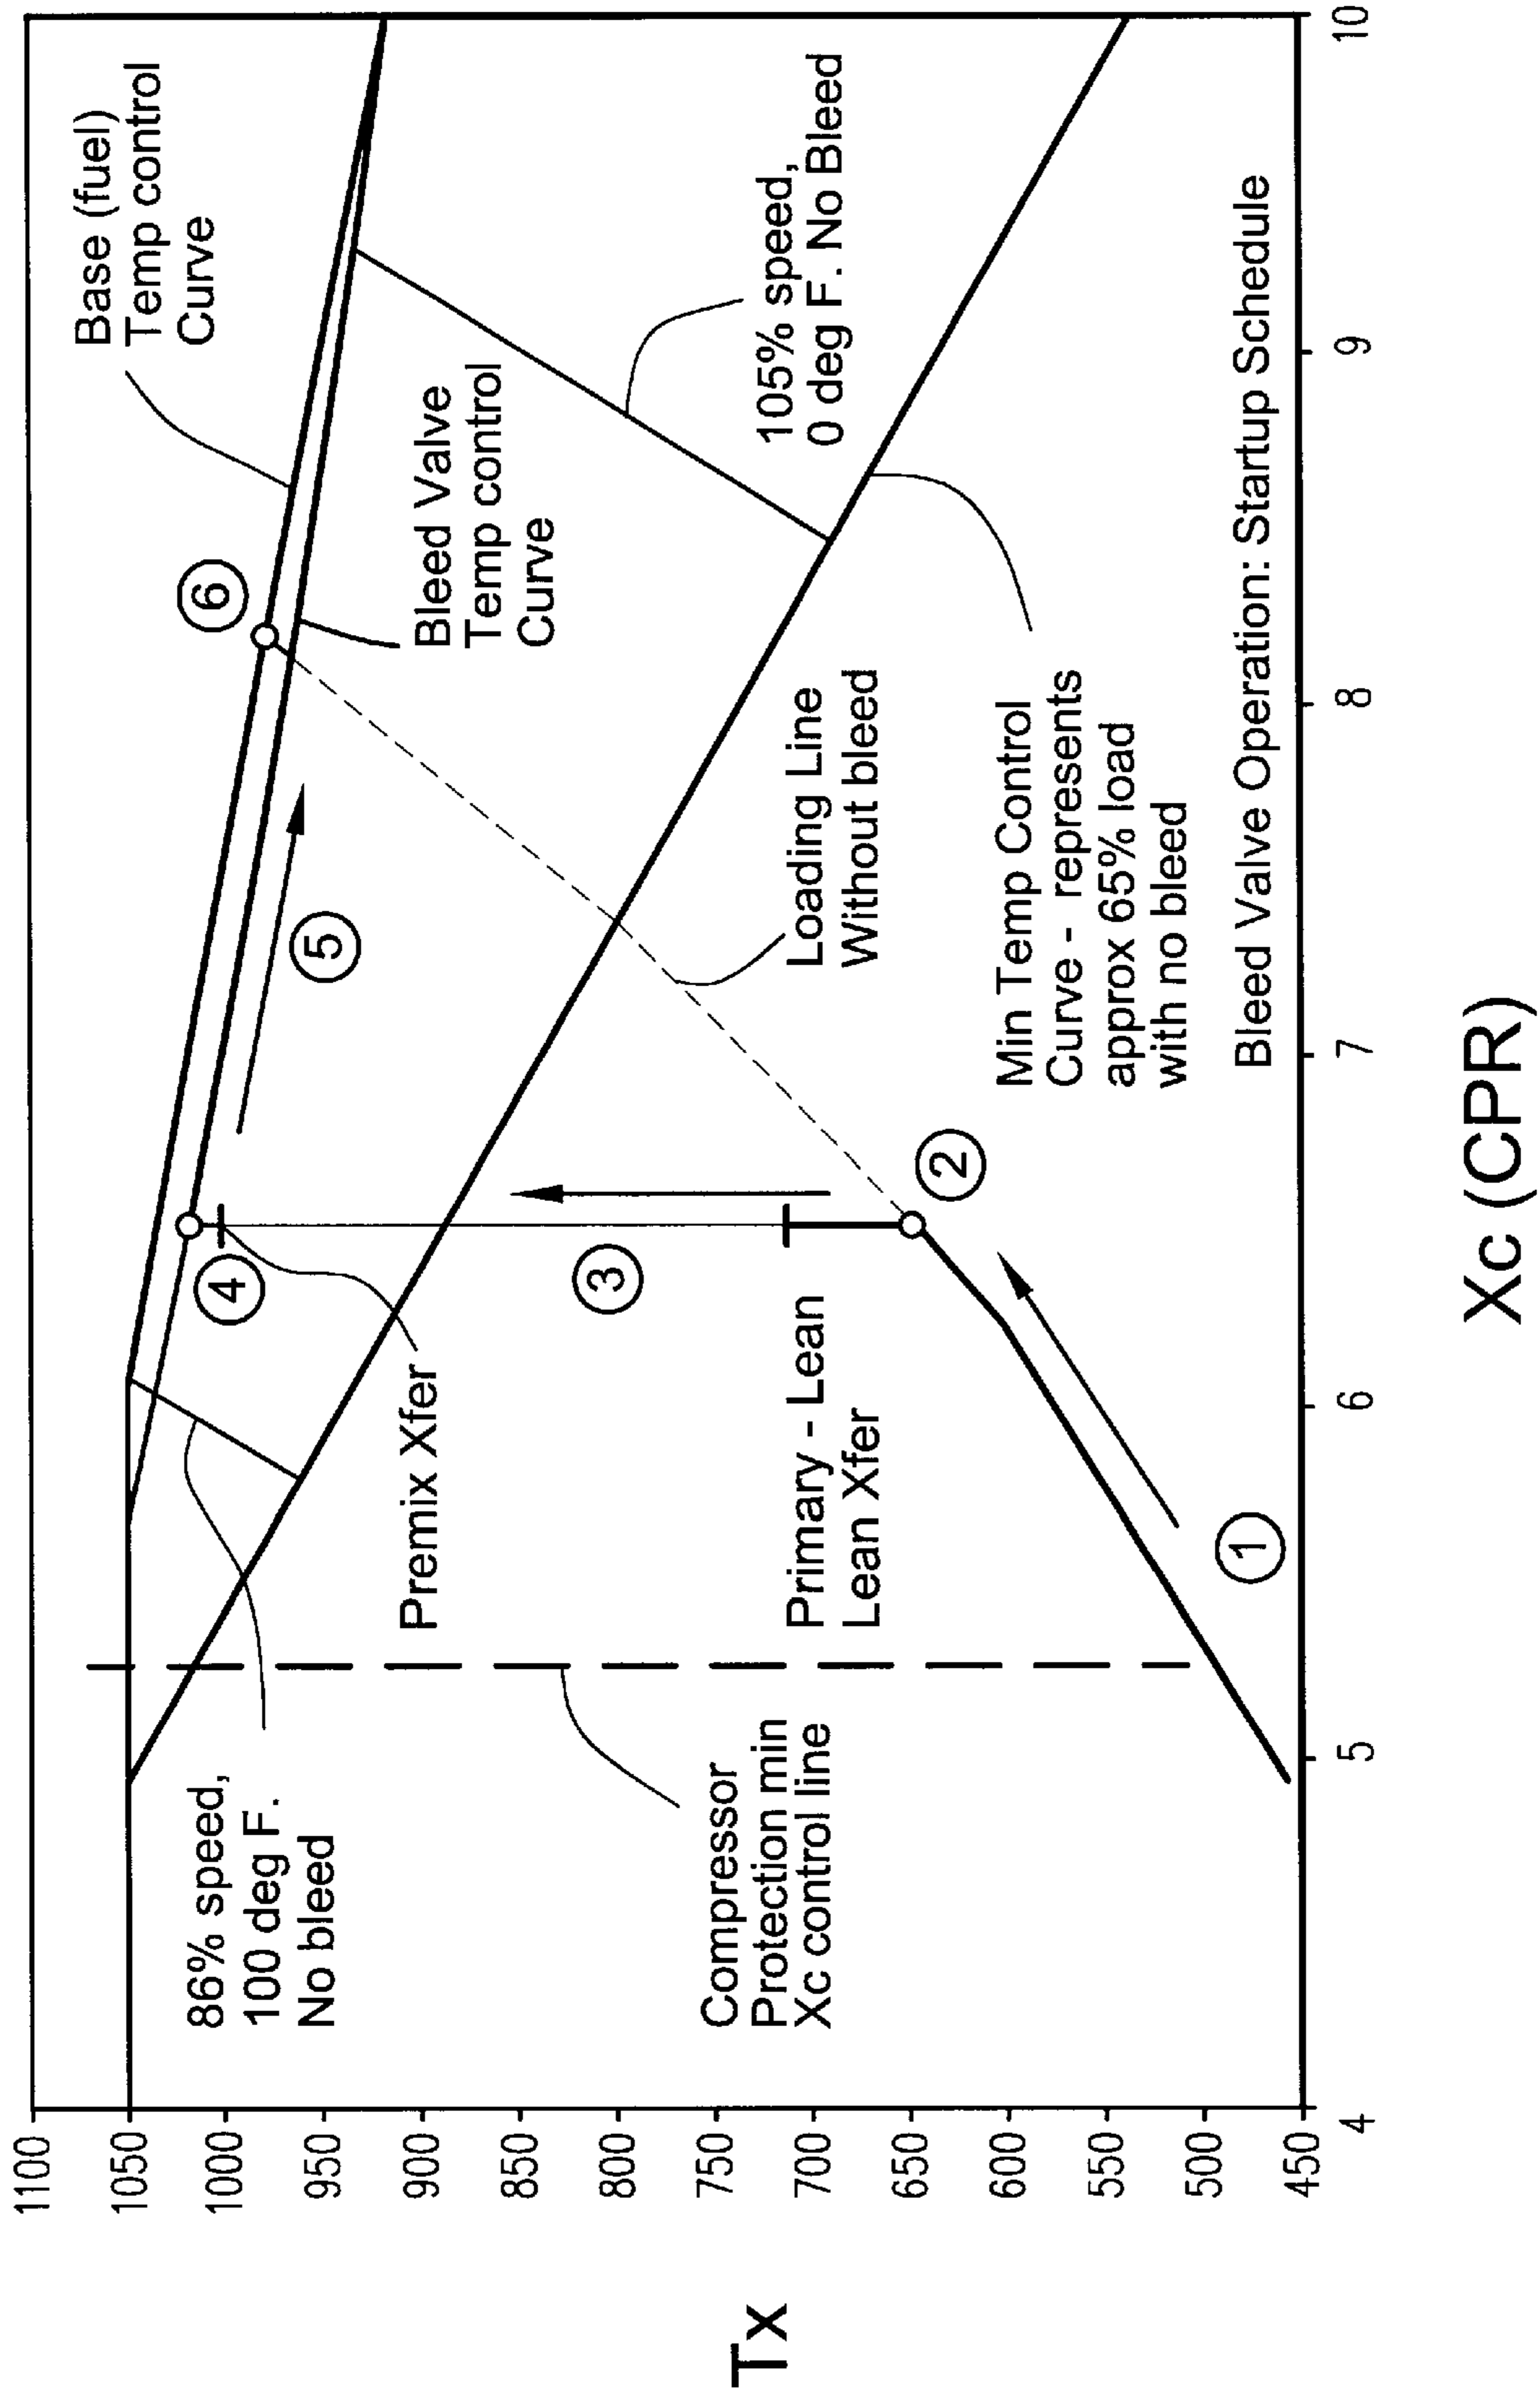 1100
1050
1000
950
900
850
800
750
700
650
600
550
500
450
Tx
4
5
6
7
8
9
10
Xc (CPR)
86% speed,
100 deg F.
No bleed
Compressor
Protection min
Xc control line
Premix Xfer
Primary - Lean
Lean Xfer
1
2
3
4
5
6
Base (fuel)
Temp control
Curve
Bleed Valve
Temp control
Curve
105% speed,
0 deg F. No Bleed
Loading Line
Without bleed
Min Temp Control
Curve - represents
approx 65% load
with no bleed
Bleed Valve Operation: Startup Schedule